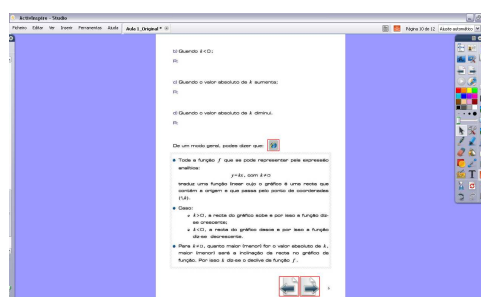 ActivInspire - Studio
Ficheiro Editar Ver Inserir Ferramentas Ajuda Aula 1_Original *
Página 10 de 12 Ajuste automático
b) Quando k<0;
R:
c) Quando o valor absoluto de k aumenta;
R:
d) Quando o valor absoluto de k diminui.
R:
De um modo geral, podes dizer que:
Toda a função f que se pode representar pela expressão
analítica:
y=kx, com k≠0
traduz uma função linear cujo o gráfico é uma recta que
contém a origem e que passa pelo ponto de coordenadas
(1,k).
Caso:
k>0, a recta do gráfico sobe e por isso a função diz-
se crescente;
k<0, a recta do gráfico desce e por isso a função
diz-se decrescente.
Para k≠0, quanto maior (menor) for o valor absoluto de k,
maior (menor) será a inclinação da recta no gráfico da
função. Por isso k diz-se o declive da função f.